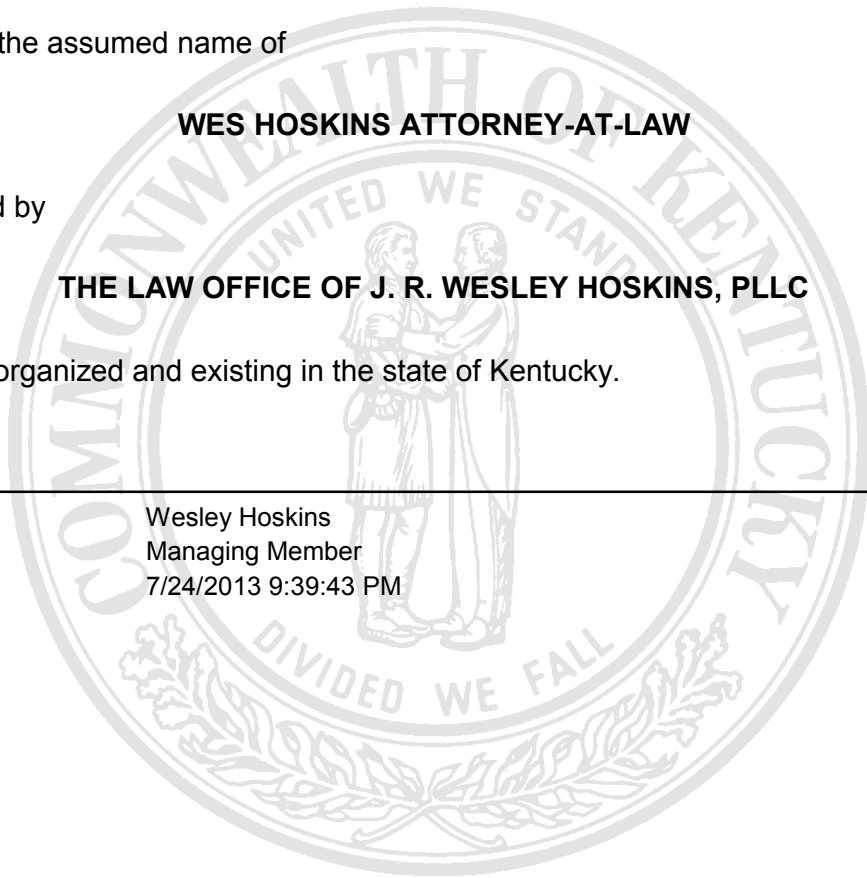 the assumed name of
WES HOSKINS ATTORNEY-AT-LAW
d by
THE LAW OFFICE OF J. R. WESLEY HOSKINS, PLLC
organized and existing in the state of Kentucky.
Wesley Hoskins
Managing Member
7/24/2013 9:39:43 PM
COMMONWEALTH OF KENTUCKY
UNITED WE STAND
DIVIDED WE FALL